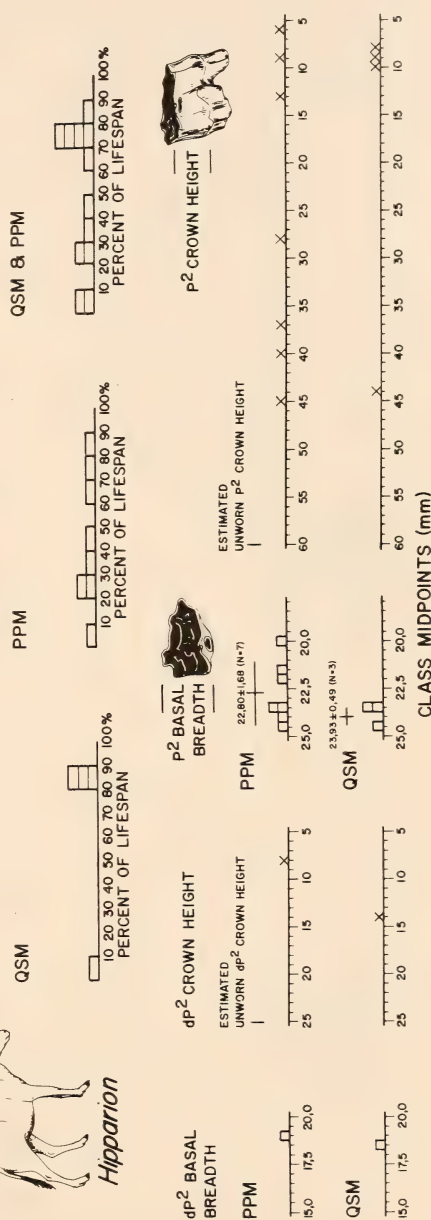 QSM
PPM
QSM & PPM
10 20 30 40 50 60 70 80 90 100%
PERCENT OF LIFESPAN
10 20 30 40 50 60 70 80 90 100%
PERCENT OF LIFESPAN
10 20 30 40 50 60 70 80 90 100%
PERCENT OF LIFESPAN
Hipparion
dP² BASAL
BREADTH
dP² CROWN HEIGHT
P² BASAL
BREADTH
P² CROWN HEIGHT
ESTIMATED
UNWORN dP² CROWN HEIGHT
ESTIMATED
UNWORN P² CROWN HEIGHT
PPM
PPM
22,80±1,68 (N=7)
15,0 17,5 20,0
25 20 15 10 5
25,0 22,5 20,0
60 55 50 45 40 35 30 25 20 15 10 5
QSM
QSM
23,93±0,49 (N=3)
15,0 17,5 20,0
25 20 15 10 5
25,0 22,5 20,0
60 55 50 45 40 35 30 25 20 15 10 5
CLASS MIDPOINTS (mm)